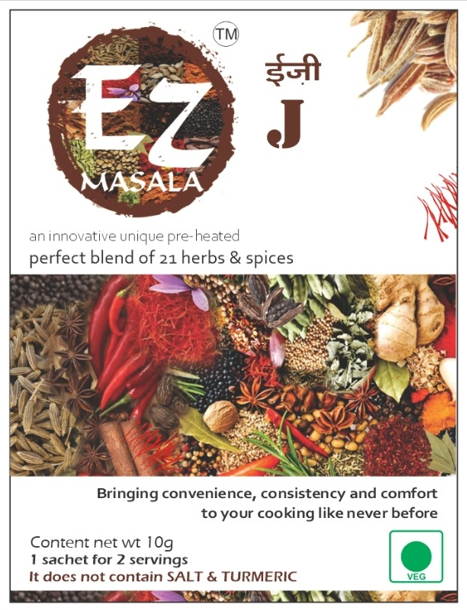 TM
EZ
MASALA
ईज़ी
J
an innovative unique pre-heated
perfect blend of 21 herbs & spices
Bringing convenience, consistency and comfort
to your cooking like never before
Content net wt 10g
1 sachet for 2 servings
It does not contain SALT & TURMERIC
VEG